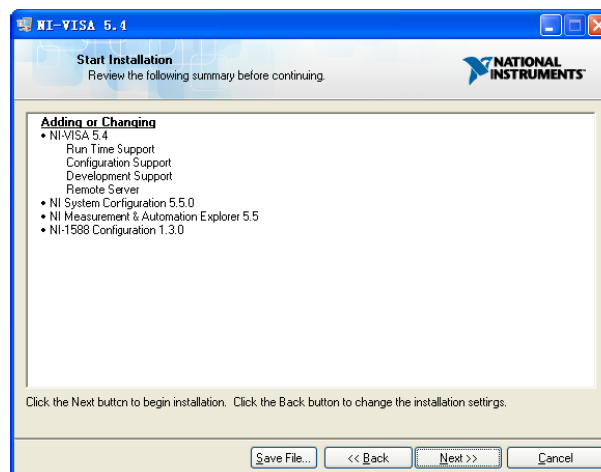 NI-VISA 5.4
Start Installation
Review the following summary before continuing.
NATIONAL
INSTRUMENTS
Adding or Changing
• NI-VISA 5.4
Run Time Support
Configuration Support
Development Support
Remote Server
• NI System Configuration 5.5.0
• NI Measurement & Automation Explorer 5.5
• NI-1588 Configuration 1.3.0
Click the Next button to begin installation. Click the Back button to change the installation settings.
Save File... << Back Next >> Cancel